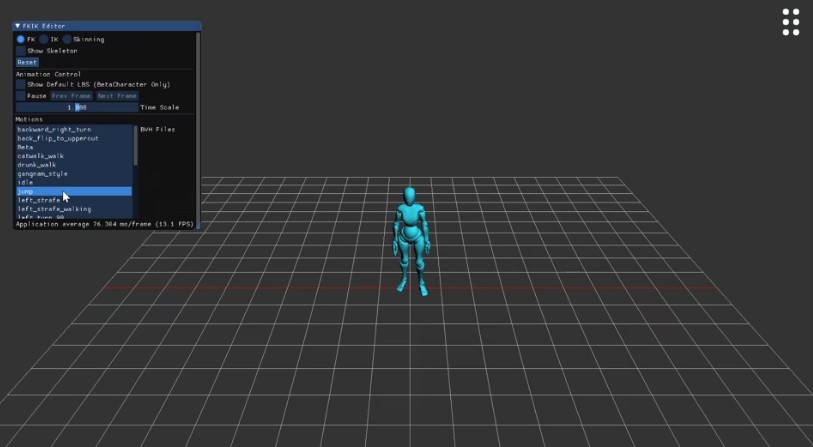 FKIK Editor
FK IK Skinning
Show Skeleton
Reset
Animation Control
Show Default LBS (BetaCharacter Only)
Pause Prev Frame Next Frame
1.000 Time Scale
Motions
backward_right_turn BVH Files
back_flip_to_uppercut
Beta
catwalk_walk
drunk_walk
gangnam_style
idle
jump
left_strafe
left_strafe_walking
left_turn_90
Application average 76.304 ms/frame (13.1 FPS)